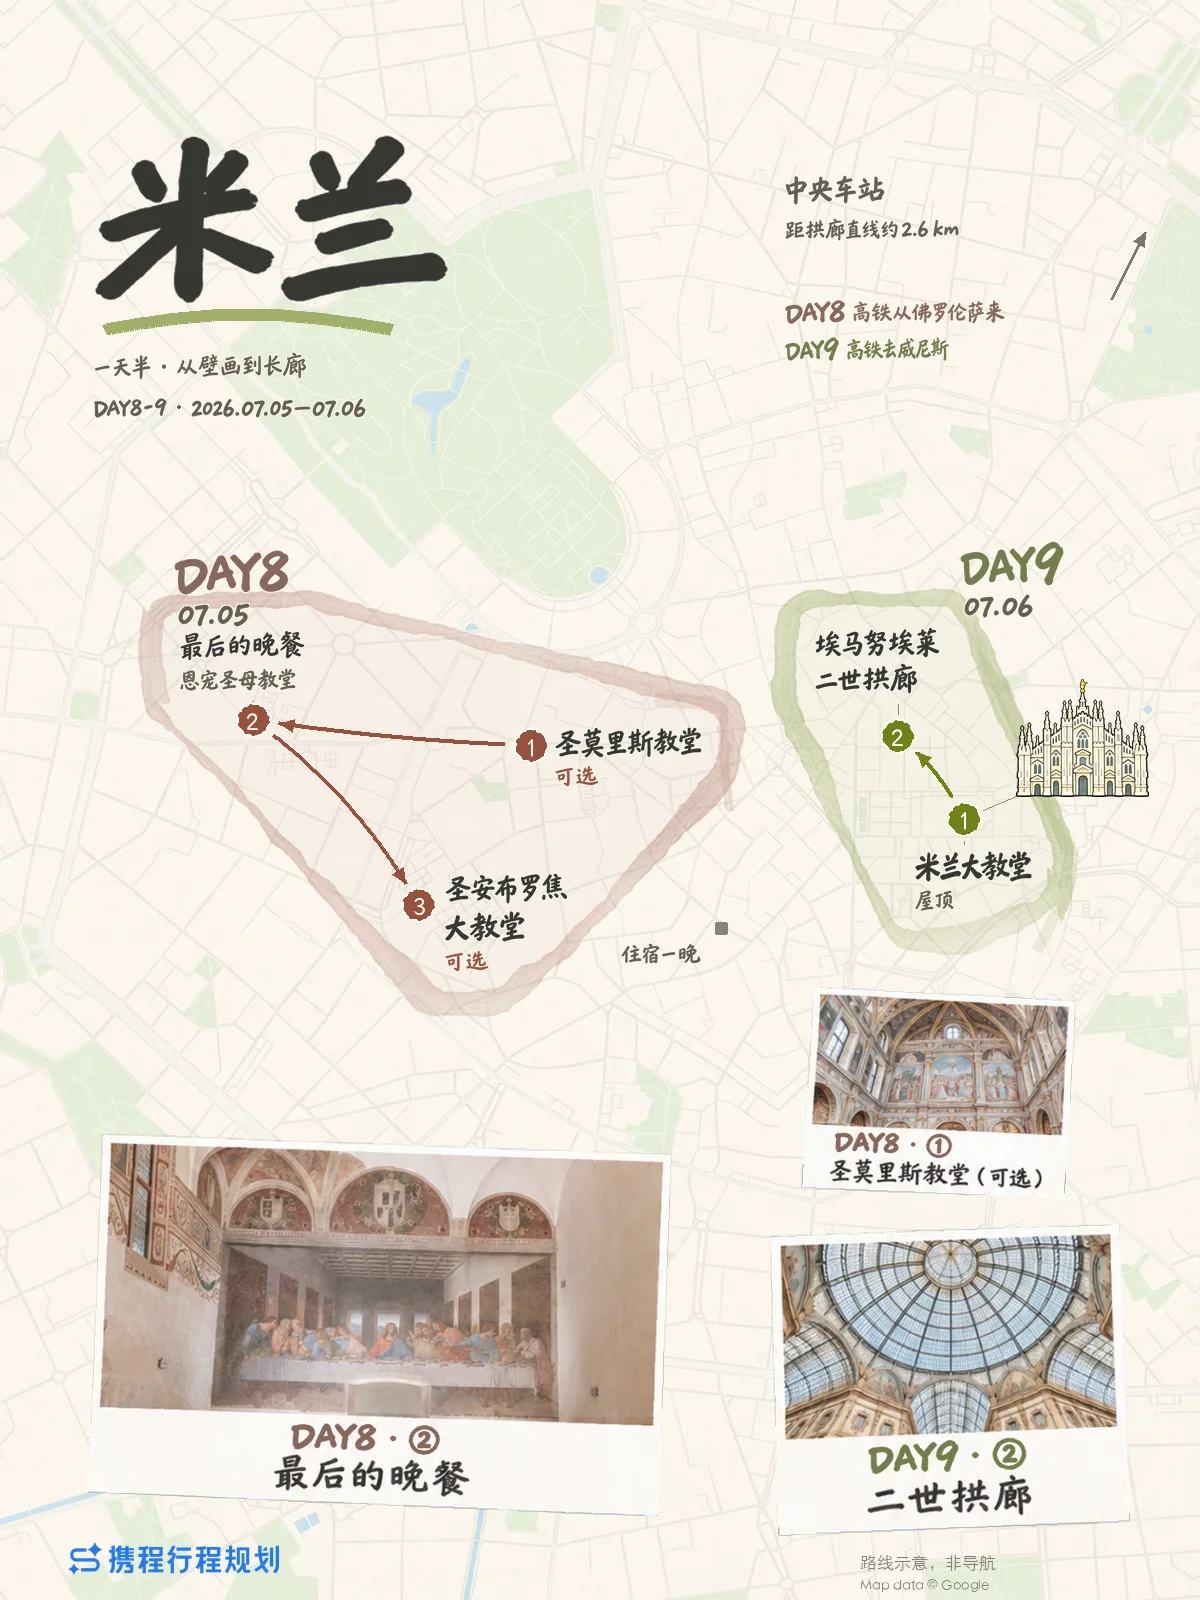 米兰
一天半·从壁画到长廊
DAY8-9·2026.07.05—07.06
中央车站
距拱廊直线约2.6km
DAY8 高铁从佛罗伦萨来
DAY9 高铁去威尼斯
DAY8
07.05
最后的晚餐
恩宠圣母教堂
2
1
圣莫里斯教堂
可选
3
圣安布罗焦
大教堂
可选
住宿一晚
DAY9
07.06
埃马努埃莱
二世拱廊
2
1
米兰大教堂
屋顶
DAY8·①
圣莫里斯教堂(可选)
DAY8·②
最后的晚餐
DAY9·②
二世拱廊
携程行程规划
路线示意，非导航
Map data © Google